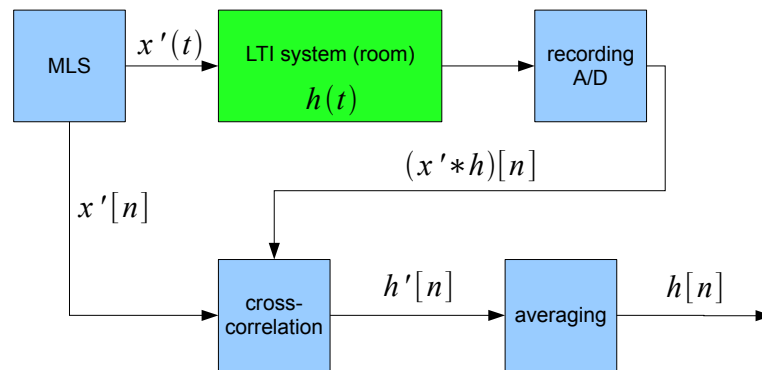 MLS
x'(t)
LTI system (room)
h(t)
recording
A/D
(x'∗h)[n]
x'[n]
cross-
correlation
h'[n]
averaging
h[n]